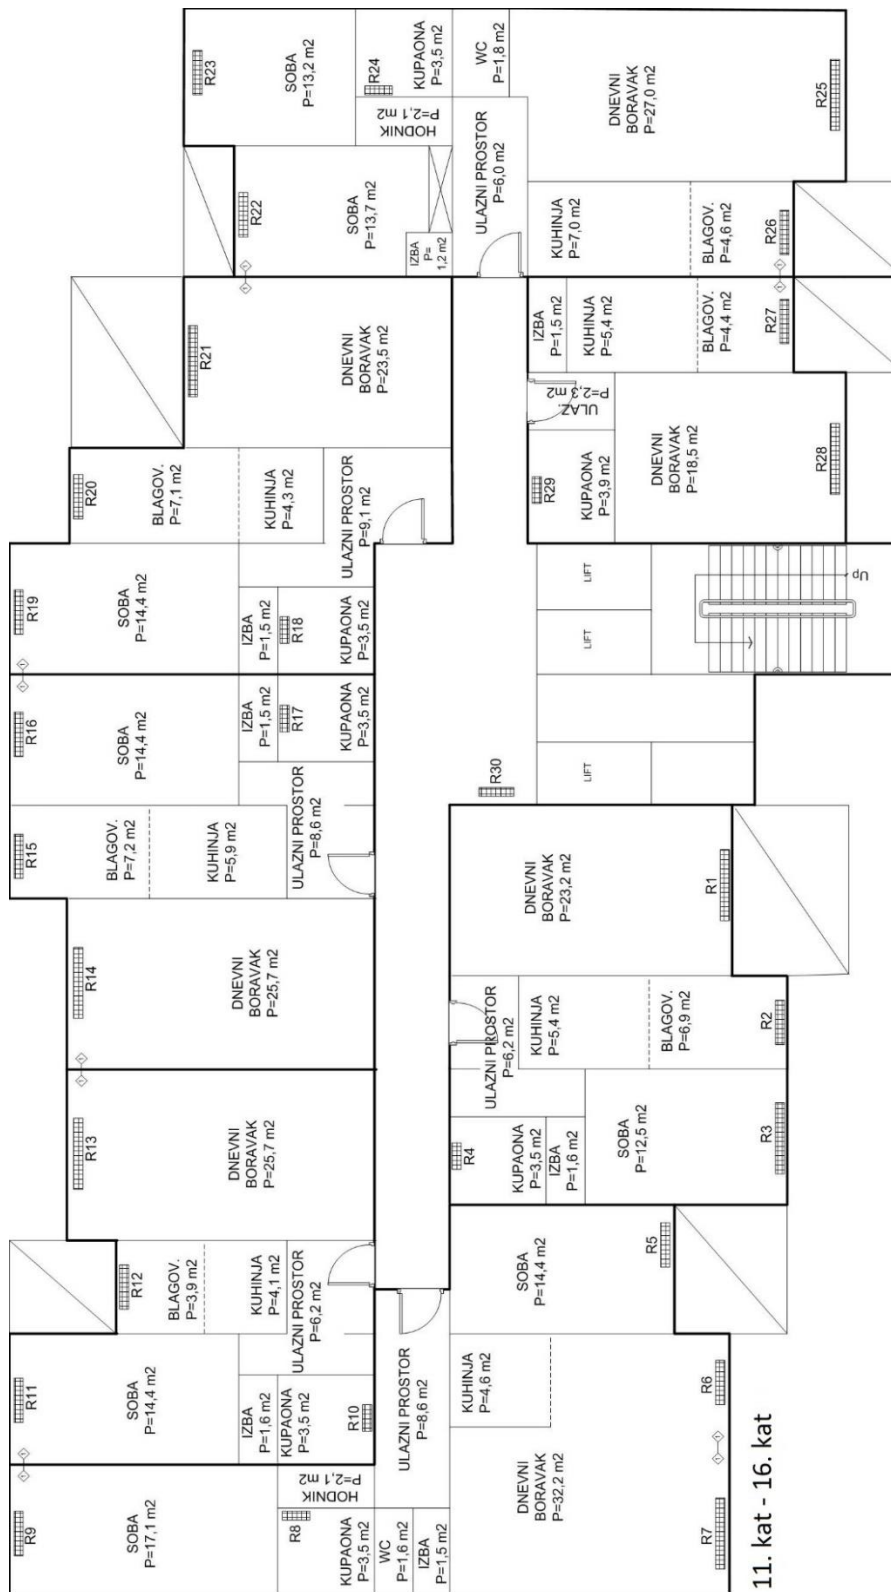 R23
SOBA
P=13,2 m2
R24
KUPAONA
P=3,5 m2
WC
P=1,8 m2
HODNIK
P=2,1 m2
DNEVNI
BORAVAK
P=27,0 m2
R25
R22
SOBA
P=13,7 m2
IZBA
P=
1,2 m2
ULAZNI PROSTOR
P=6,0 m2
KUHINJA
P=7,0 m2
BLAGOV.
P=4,6 m2
R26
R21
DNEVNI
BORAVAK
P=23,5 m2
IZBA
P=1,5 m2
KUHINJA
P=5,4 m2
BLAGOV.
P=4,4 m2
R27
ULAZ.
P=2,3 m2
R20
BLAGOV.
P=7,1 m2
KUHINJA
P=4,3 m2
ULAZNI PROSTOR
P=9,1 m2
R29
KUPAONA
P=3,9 m2
DNEVNI
BORAVAK
P=18,5 m2
R28
R19
SOBA
P=14,4 m2
IZBA
P=1,5 m2
R18
KUPAONA
P=3,5 m2
LIFT
LIFT
Up
R16
SOBA
P=14,4 m2
IZBA
P=1,5 m2
R17
KUPAONA
P=3,5 m2
R30
LIFT
R15
BLAGOV.
P=7,2 m2
KUHINJA
P=5,9 m2
ULAZNI PROSTOR
P=8,6 m2
DNEVNI
BORAVAK
P=23,2 m2
R1
R14
DNEVNI
BORAVAK
P=25,7 m2
ULAZNI PROSTOR
P=6,2 m2
KUHINJA
P=5,4 m2
BLAGOV.
P=6,9 m2
R2
R13
DNEVNI
BORAVAK
P=25,7 m2
R4
KUPAONA
P=3,5 m2
IZBA
P=1,6 m2
SOBA
P=12,5 m2
R3
R12
BLAGOV.
P=3,9 m2
KUHINJA
P=4,1 m2
ULAZNI PROSTOR
P=6,2 m2
SOBA
P=14,4 m2
R5
R11
SOBA
P=14,4 m2
IZBA
P=1,6 m2
KUPAONA
P=3,5 m2
R10
ULAZNI PROSTOR
P=8,6 m2
KUHINJA
P=4,6 m2
R6
R9
SOBA
P=17,1 m2
HODNIK
P=2,1 m2
R8
KUPAONA
P=3,5 m2
WC
P=1,6 m2
IZBA
P=1,5 m2
DNEVNI
BORAVAK
P=32,2 m2
R7
11. kat - 16. kat